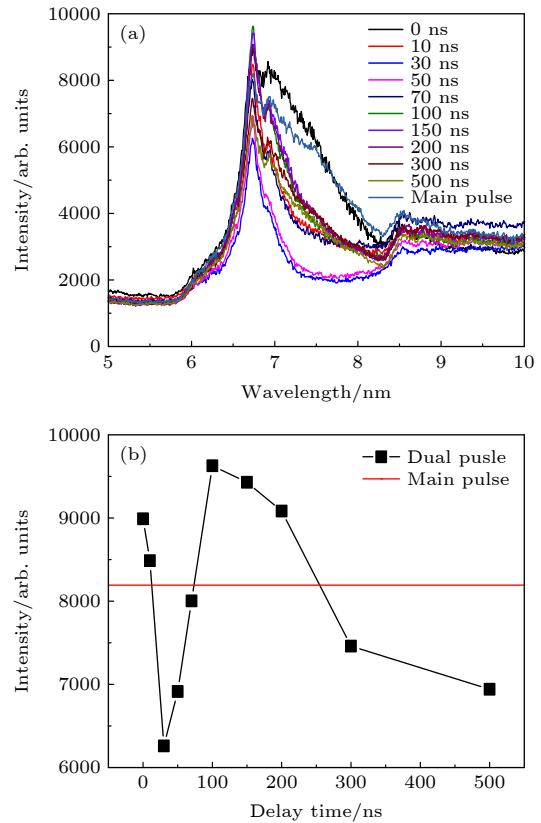 10000
8000
6000
4000
2000
0
Intensity/arb. units
(a)
0 ns
10 ns
30 ns
50 ns
70 ns
100 ns
150 ns
200 ns
300 ns
500 ns
Main pulse
5 6 7 8 9 10
Wavelength/nm
10000
9000
8000
7000
6000
Intensity/arb. units
(b)
Dual pusle
Main pulse
0 100 200 300 400 500
Delay time/ns